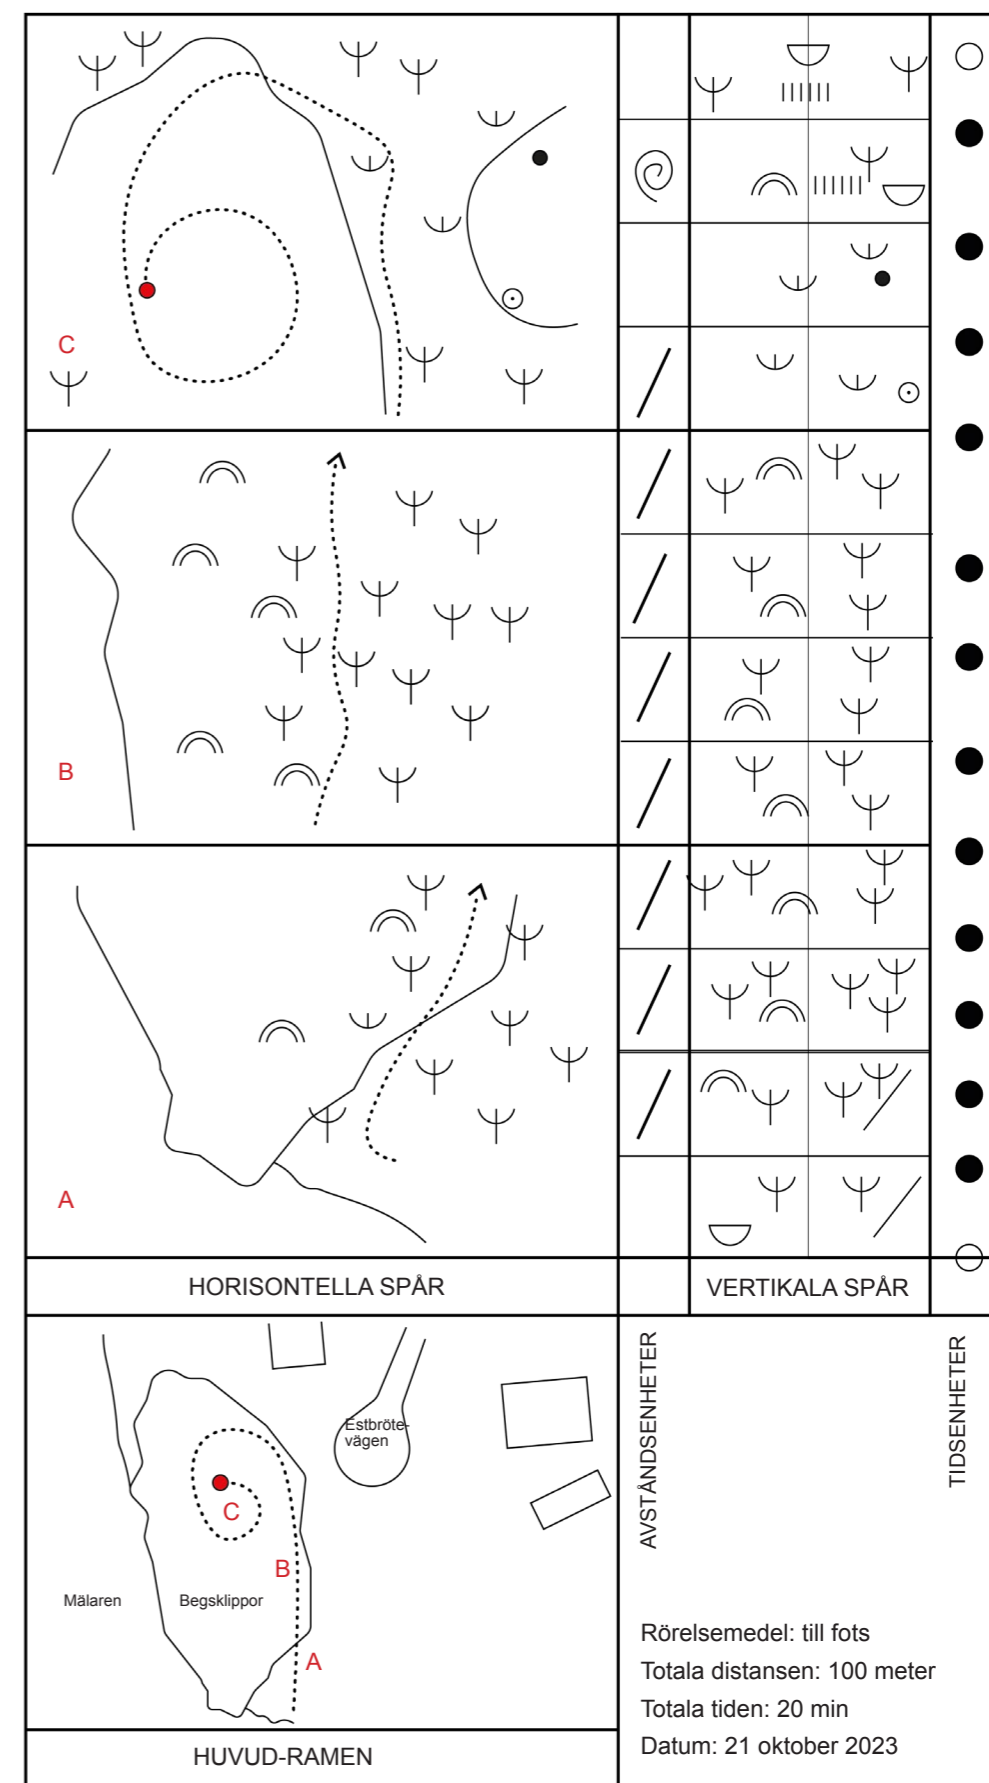 C
B
A
HORISONTELLA SPÅR
VERTIKALA SPÅR
Estbröte-
vägen
C
B
Mälaren
Begsklippor
A
HUVUD-RAMEN
AVSTÅNDSENHETER
TIDSENHETER
Rörelsemedel: till fots
Totala distansen: 100 meter
Totala tiden: 20 min
Datum: 21 oktober 2023